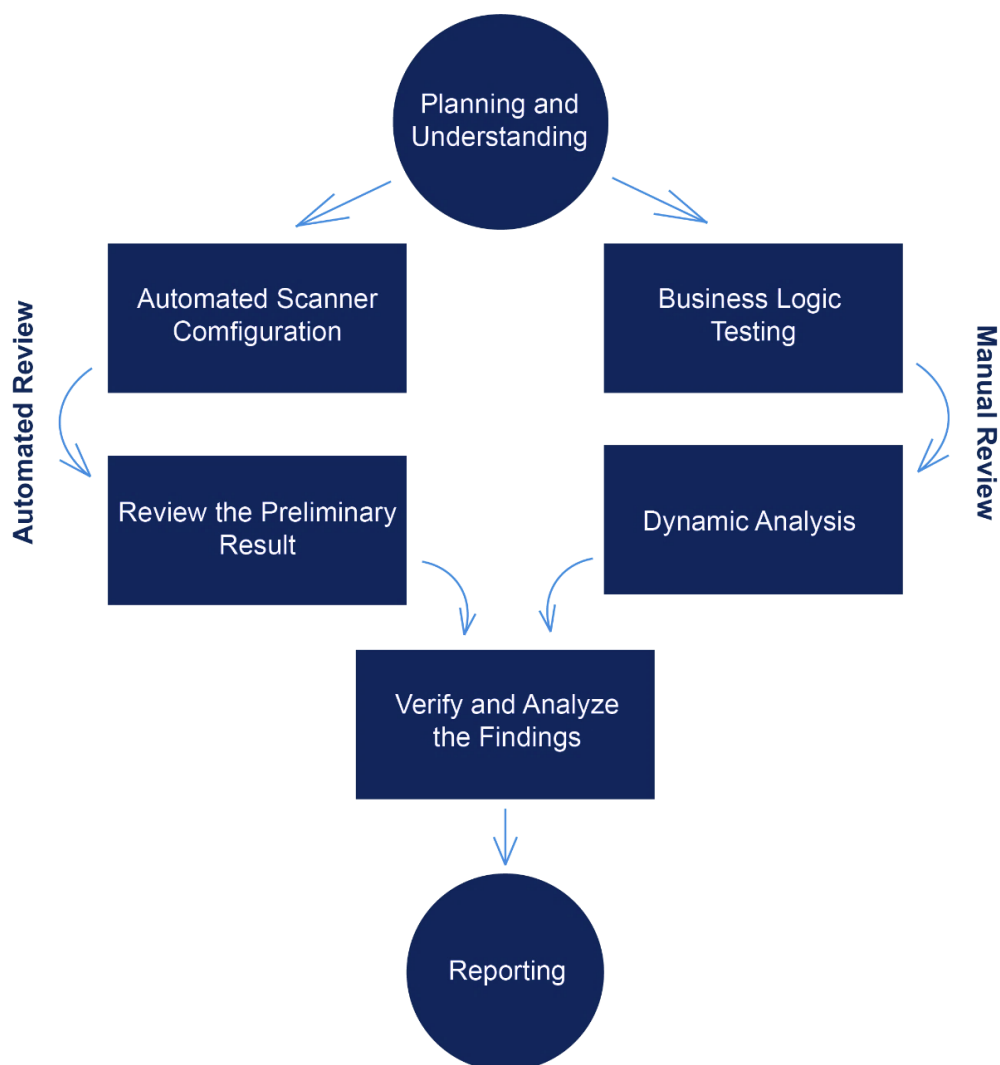 Planning and
Understanding
Automated Scanner
Comfiguration
Business Logic
Testing
Automated Review
Manual Review
Review the Preliminary
Result
Dynamic Analysis
Verify and Analyze
the Findings
Reporting